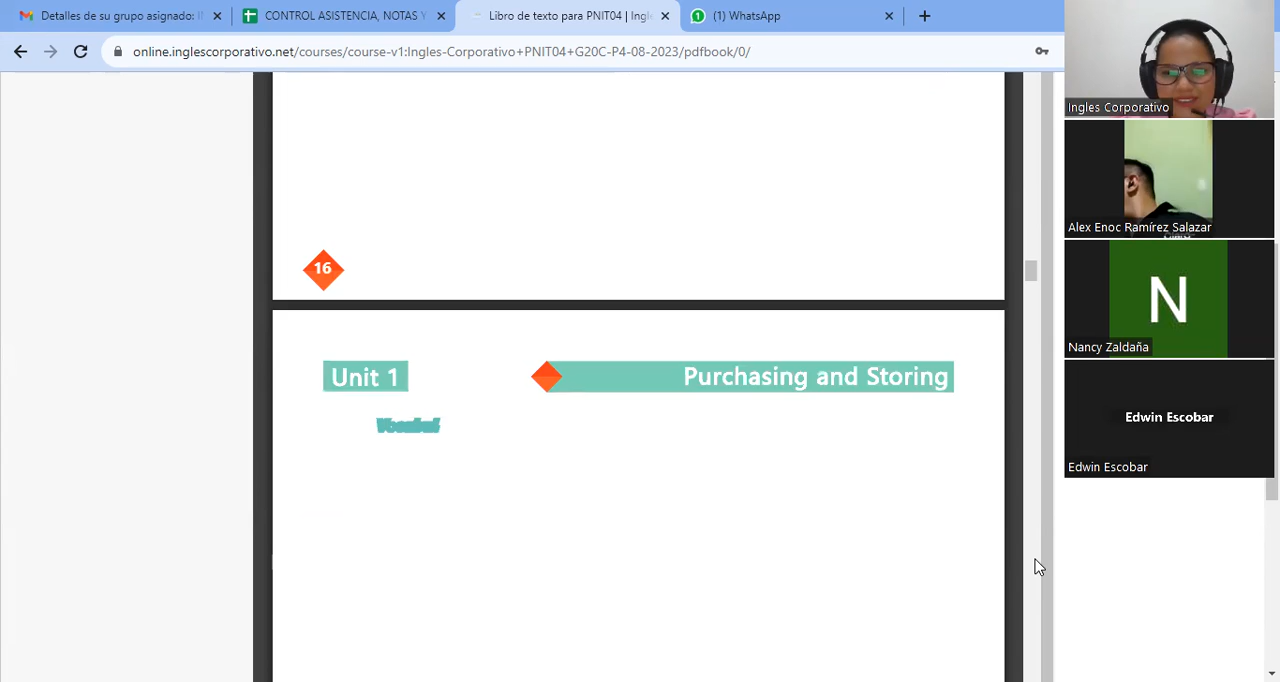 Detalles de su grupo asignado: II
CONTROL ASISTENCIA, NOTAS Y
Libro de texto para PNIT04 | Ingle
(1) WhatsApp
online.inglescorporativo.net/courses/course-v1:Ingles-Corporativo+PNIT04+G20C-P4-08-2023/pdfbook/0/
Ingles Corporativo
Alex Enoc Ramírez Salazar
N
Nancy Zaldaña
Edwin Escobar
Edwin Escobar
16
Unit 1
Purchasing and Storing